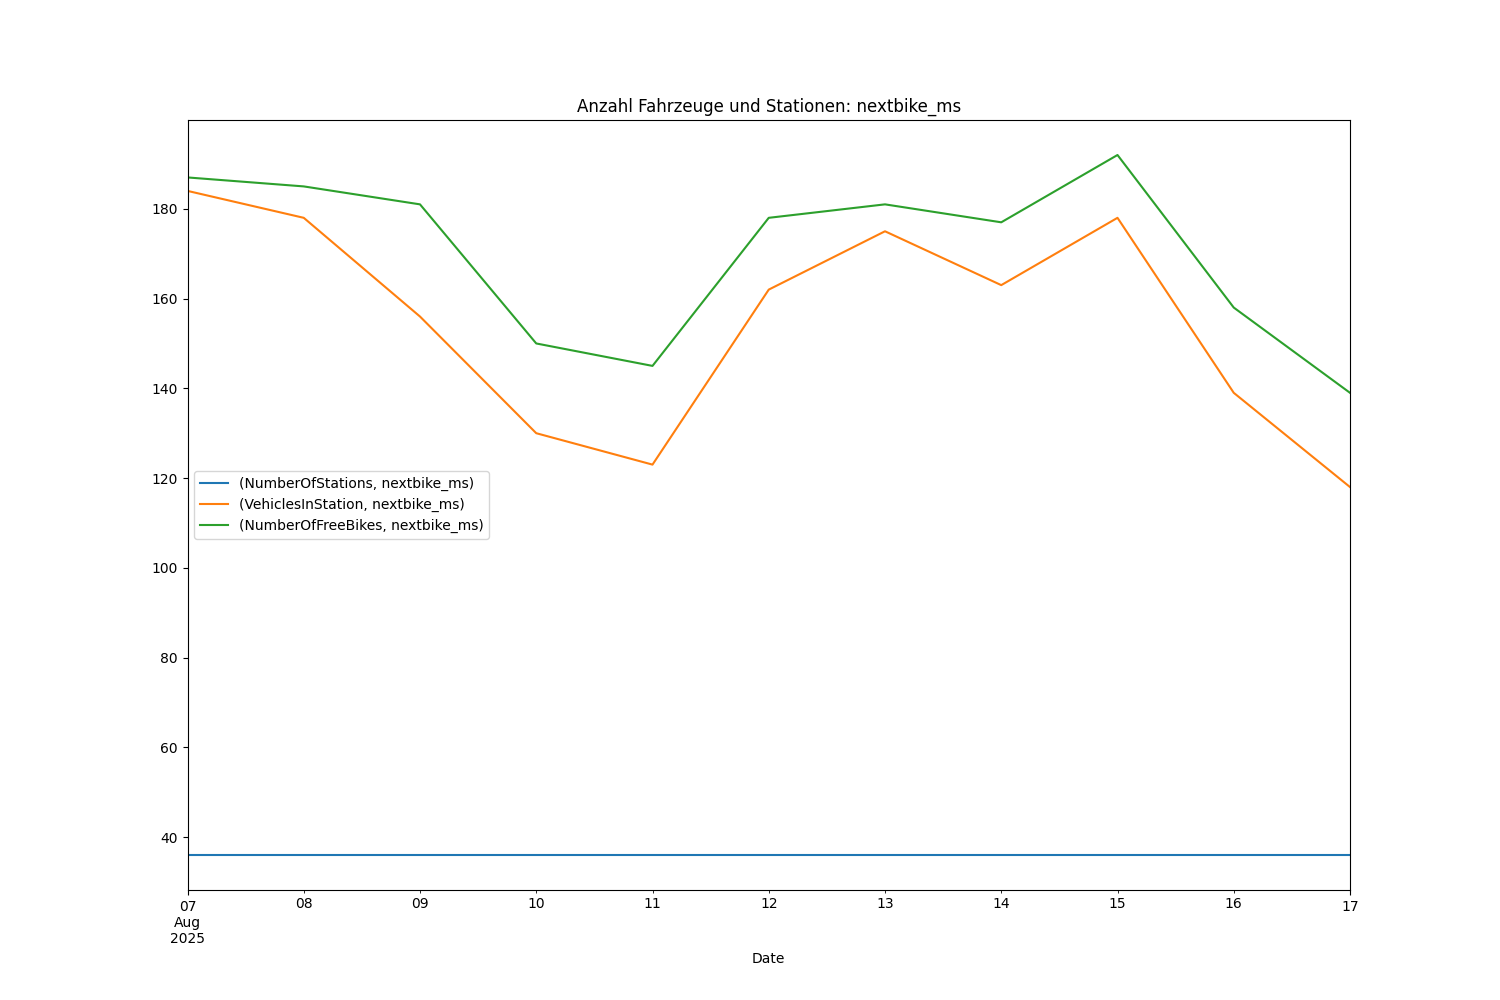 Anzahl Fahrzeuge und Stationen: nextbike_ms
180
160
140
120
100
80
60
40
(NumberOfStations, nextbike_ms)
(VehiclesInStation, nextbike_ms)
(NumberOfFreeBikes, nextbike_ms)
07 08 09 10 11 12 13 14 15 16 17
Aug
2025
Date